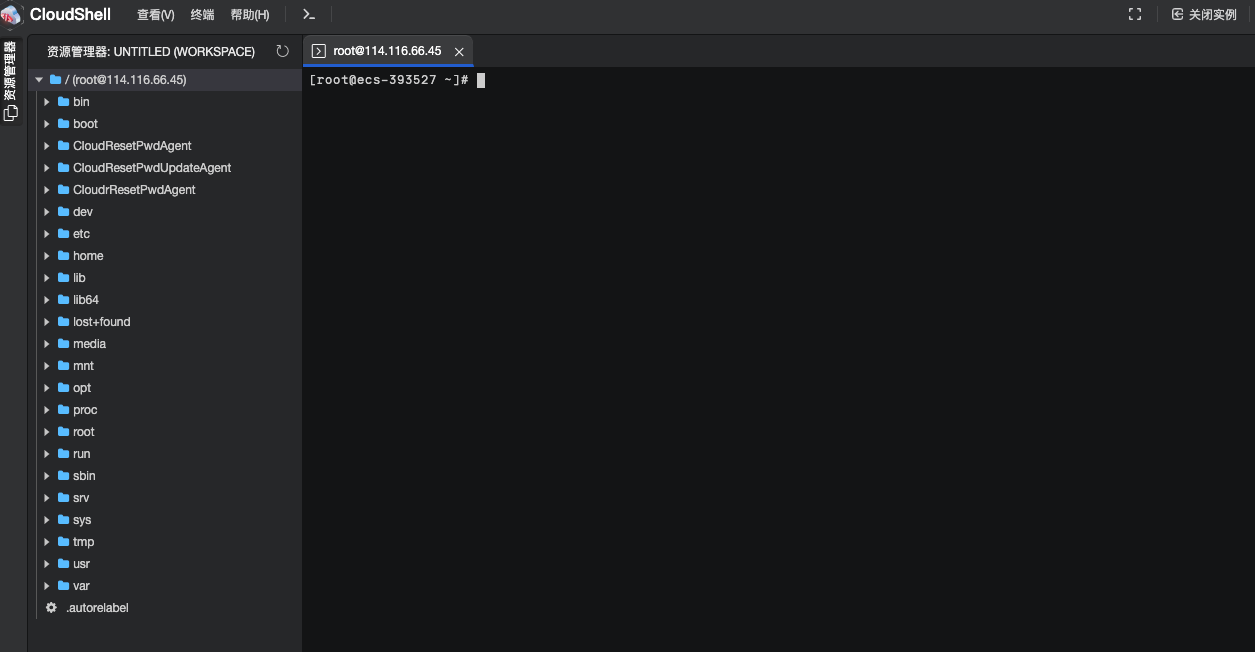 CloudShell 查看(V) 终端 帮助(H) 关闭实例
资源管理器
资源管理器: UNTITLED (WORKSPACE)
/ (root@114.116.66.45)
bin
boot
CloudResetPwdAgent
CloudResetPwdUpdateAgent
CloudrResetPwdAgent
dev
etc
home
lib
lib64
lost+found
media
mnt
opt
proc
root
run
sbin
srv
sys
tmp
usr
var
.autorelabel
root@114.116.66.45
[root@ecs-393527 ~]#